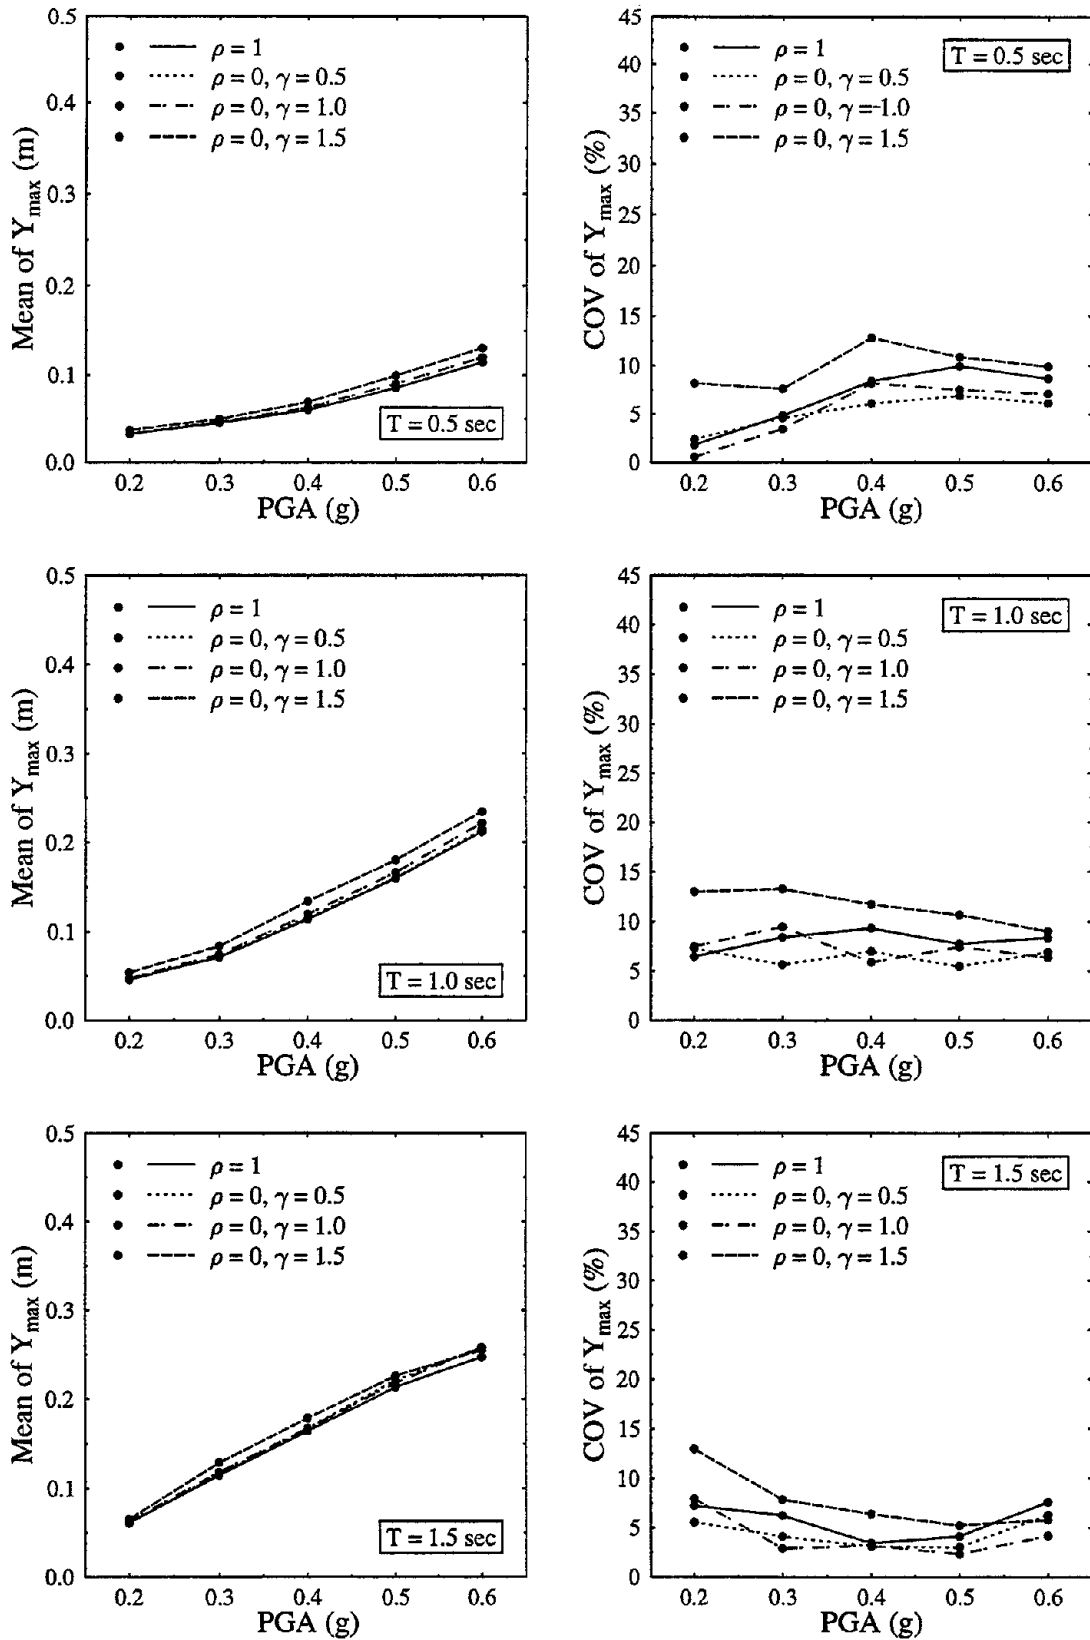 0.5
0.4
0.3
0.2
0.1
0.0
Mean of Y_max (m)
ρ = 1
ρ = 0, γ = 0.5
ρ = 0, γ = 1.0
ρ = 0, γ = 1.5
T = 0.5 sec
0.2 0.3 0.4 0.5 0.6
PGA (g)
45
40
35
30
25
20
15
10
5
0
COV of Y_max (%)
ρ = 1
ρ = 0, γ = 0.5
ρ = 0, γ = 1.0
ρ = 0, γ = 1.5
T = 0.5 sec
0.2 0.3 0.4 0.5 0.6
PGA (g)
0.5
0.4
0.3
0.2
0.1
0.0
Mean of Y_max (m)
ρ = 1
ρ = 0, γ = 0.5
ρ = 0, γ = 1.0
ρ = 0, γ = 1.5
T = 1.0 sec
0.2 0.3 0.4 0.5 0.6
PGA (g)
45
40
35
30
25
20
15
10
5
0
COV of Y_max (%)
ρ = 1
ρ = 0, γ = 0.5
ρ = 0, γ = 1.0
ρ = 0, γ = 1.5
T = 1.0 sec
0.2 0.3 0.4 0.5 0.6
PGA (g)
0.5
0.4
0.3
0.2
0.1
0.0
Mean of Y_max (m)
ρ = 1
ρ = 0, γ = 0.5
ρ = 0, γ = 1.0
ρ = 0, γ = 1.5
T = 1.5 sec
0.2 0.3 0.4 0.5 0.6
PGA (g)
45
40
35
30
25
20
15
10
5
0
COV of Y_max (%)
ρ = 1
ρ = 0, γ = 0.5
ρ = 0, γ = 1.0
ρ = 0, γ = 1.5
T = 1.5 sec
0.2 0.3 0.4 0.5 0.6
PGA (g)